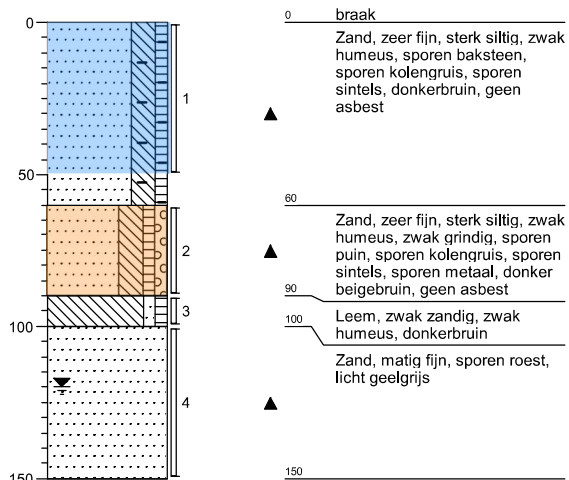 0
50
100
150
1
2
3
4
0 braak
Zand, zeer fijn, sterk siltig, zwak
humeus, sporen baksteen,
sporen kolengruis, sporen
sintels, donkerbruin, geen
asbest
60
Zand, zeer fijn, sterk siltig, zwak
humeus, zwak grindig, sporen
puin, sporen kolengruis, sporen
sintels, sporen metaal, donker
beigebruin, geen asbest
90
Leem, zwak zandig, zwak
humeus, donkerbruin
100
Zand, matig fijn, sporen roest,
licht geelgrijs
150